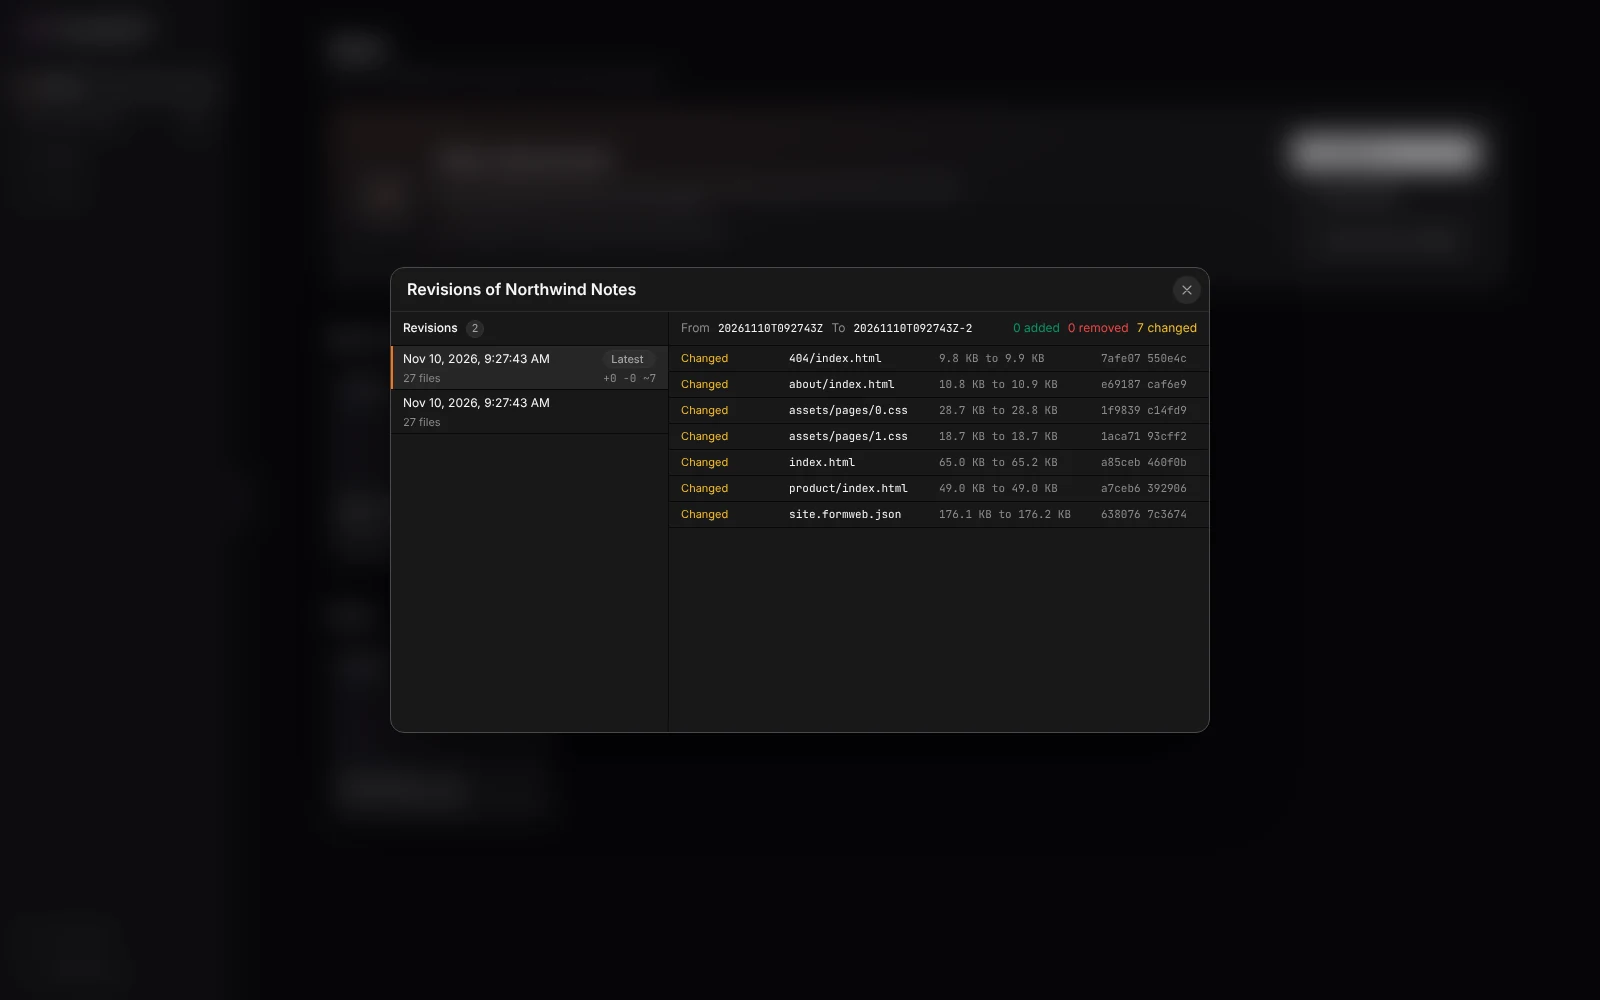 Revisions of Northwind Notes
Revisions 2
Nov 10, 2026, 9:27:43 AM Latest
27 files +0 -0 ~7
Nov 10, 2026, 9:27:43 AM
27 files
From 20261110T092743Z To 20261110T092743Z-2 0 added 0 removed 7 changed
Changed 404/index.html 9.8 KB to 9.9 KB 7afe07 550e4c
Changed about/index.html 10.8 KB to 10.9 KB e69187 caf6e9
Changed assets/pages/0.css 28.7 KB to 28.8 KB 1f9839 c14fd9
Changed assets/pages/1.css 18.7 KB to 18.7 KB 1aca71 93cff2
Changed index.html 65.0 KB to 65.2 KB a85ceb 460f0b
Changed product/index.html 49.0 KB to 49.0 KB a7ceb6 392906
Changed site.formweb.json 176.1 KB to 176.2 KB 638076 7c3674